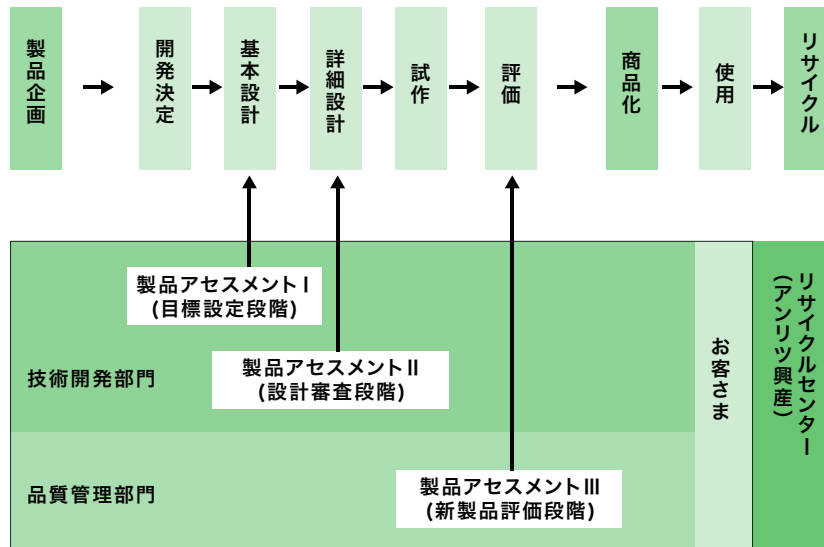 製品企画
開発決定
基本設計
詳細設計
試作
評価
商品化
使用
リサイクル
製品アセスメントⅠ
(目標設定段階)
技術開発部門
製品アセスメントⅡ
(設計審査段階)
お客さま
リサイクルセンター
(アンリツ興産)
品質管理部門
製品アセスメントⅢ
(新製品評価段階)